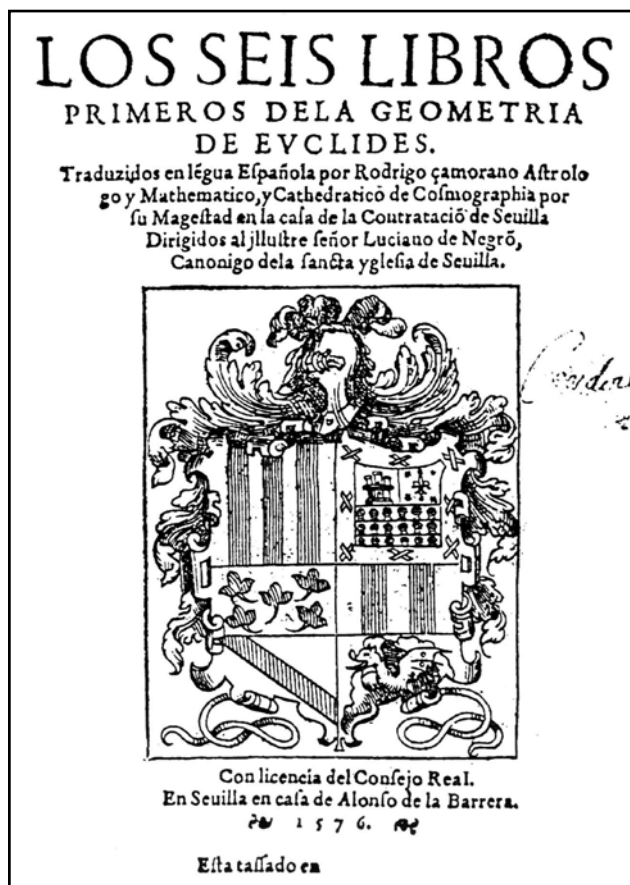 LOS SEIS LIBROS
PRIMEROS DELA GEOMETRIA
DE EVCLIDES.
Traduzidos en lẽgua Eſpañola por Rodrigo çamorano Aſtrolo
go y Mathematico, y Cathedraticõ de Coſmographia por
ſu Mageſtad en la caſa de la Contrataciõ de Seuilla
Dirigidos al jlluſtre ſeñor Luciano de Negrõ,
Canonigo dela ſancta ygleſia de Seuilla.
Con licencia del Conſejo Real.
En Seuilla en caſa de Alonſo de la Barrera.
1576.
Eſta taſſado en